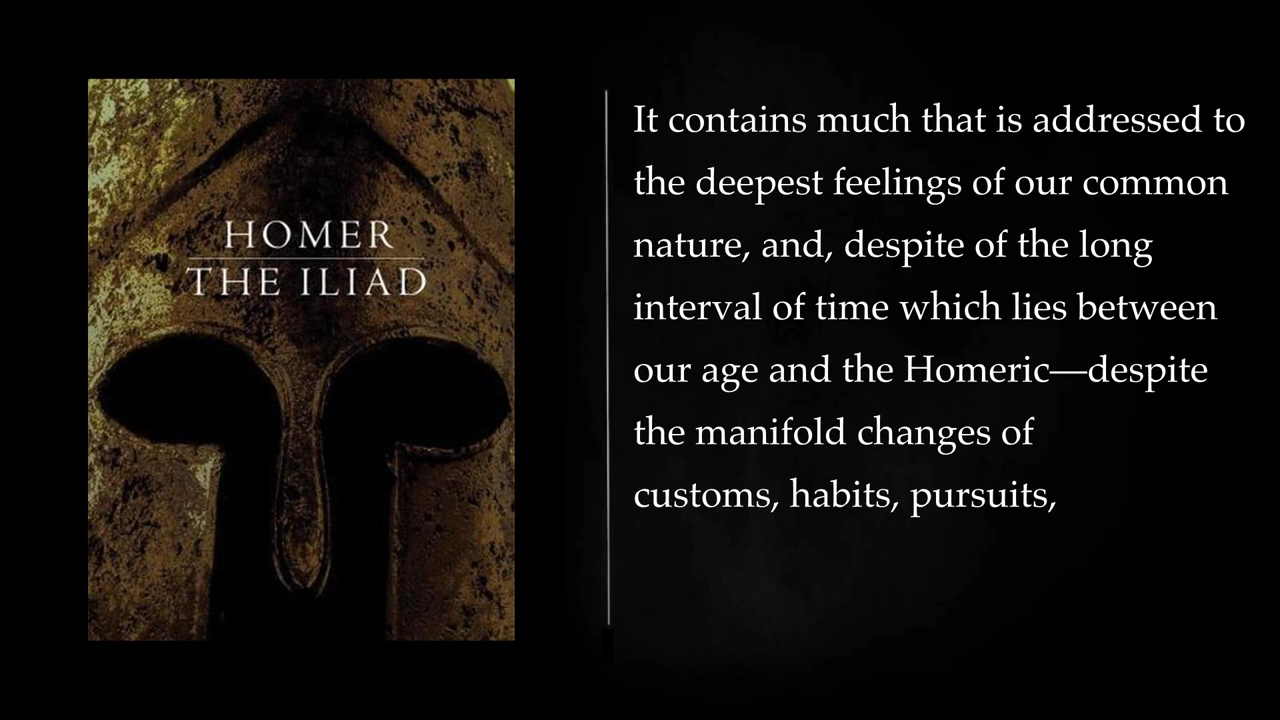 HOMER
THE ILIAD
It contains much that is addressed to
the deepest feelings of our common
nature, and, despite of the long
interval of time which lies between
our age and the Homeric—despite
the manifold changes of
customs, habits, pursuits,